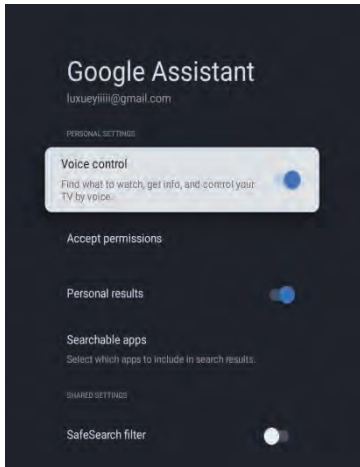 Google Assistant
luxueyiiiii@gmail.com
PERSONAL SETTINGS
Voice control
Find what to watch, get info, and control your
TV by voice.
Accept permissions
Personal results
Searchable apps
Select which apps to include in search results.
SHARED SETTINGS
SafeSearch filter